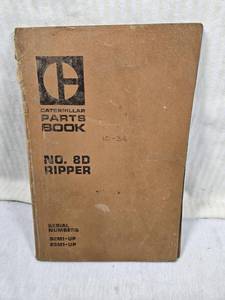 CATERPILLAR
PARTS
BOOK
10-34
NO. 8D
RIPPER
SERIAL
NUMBERS